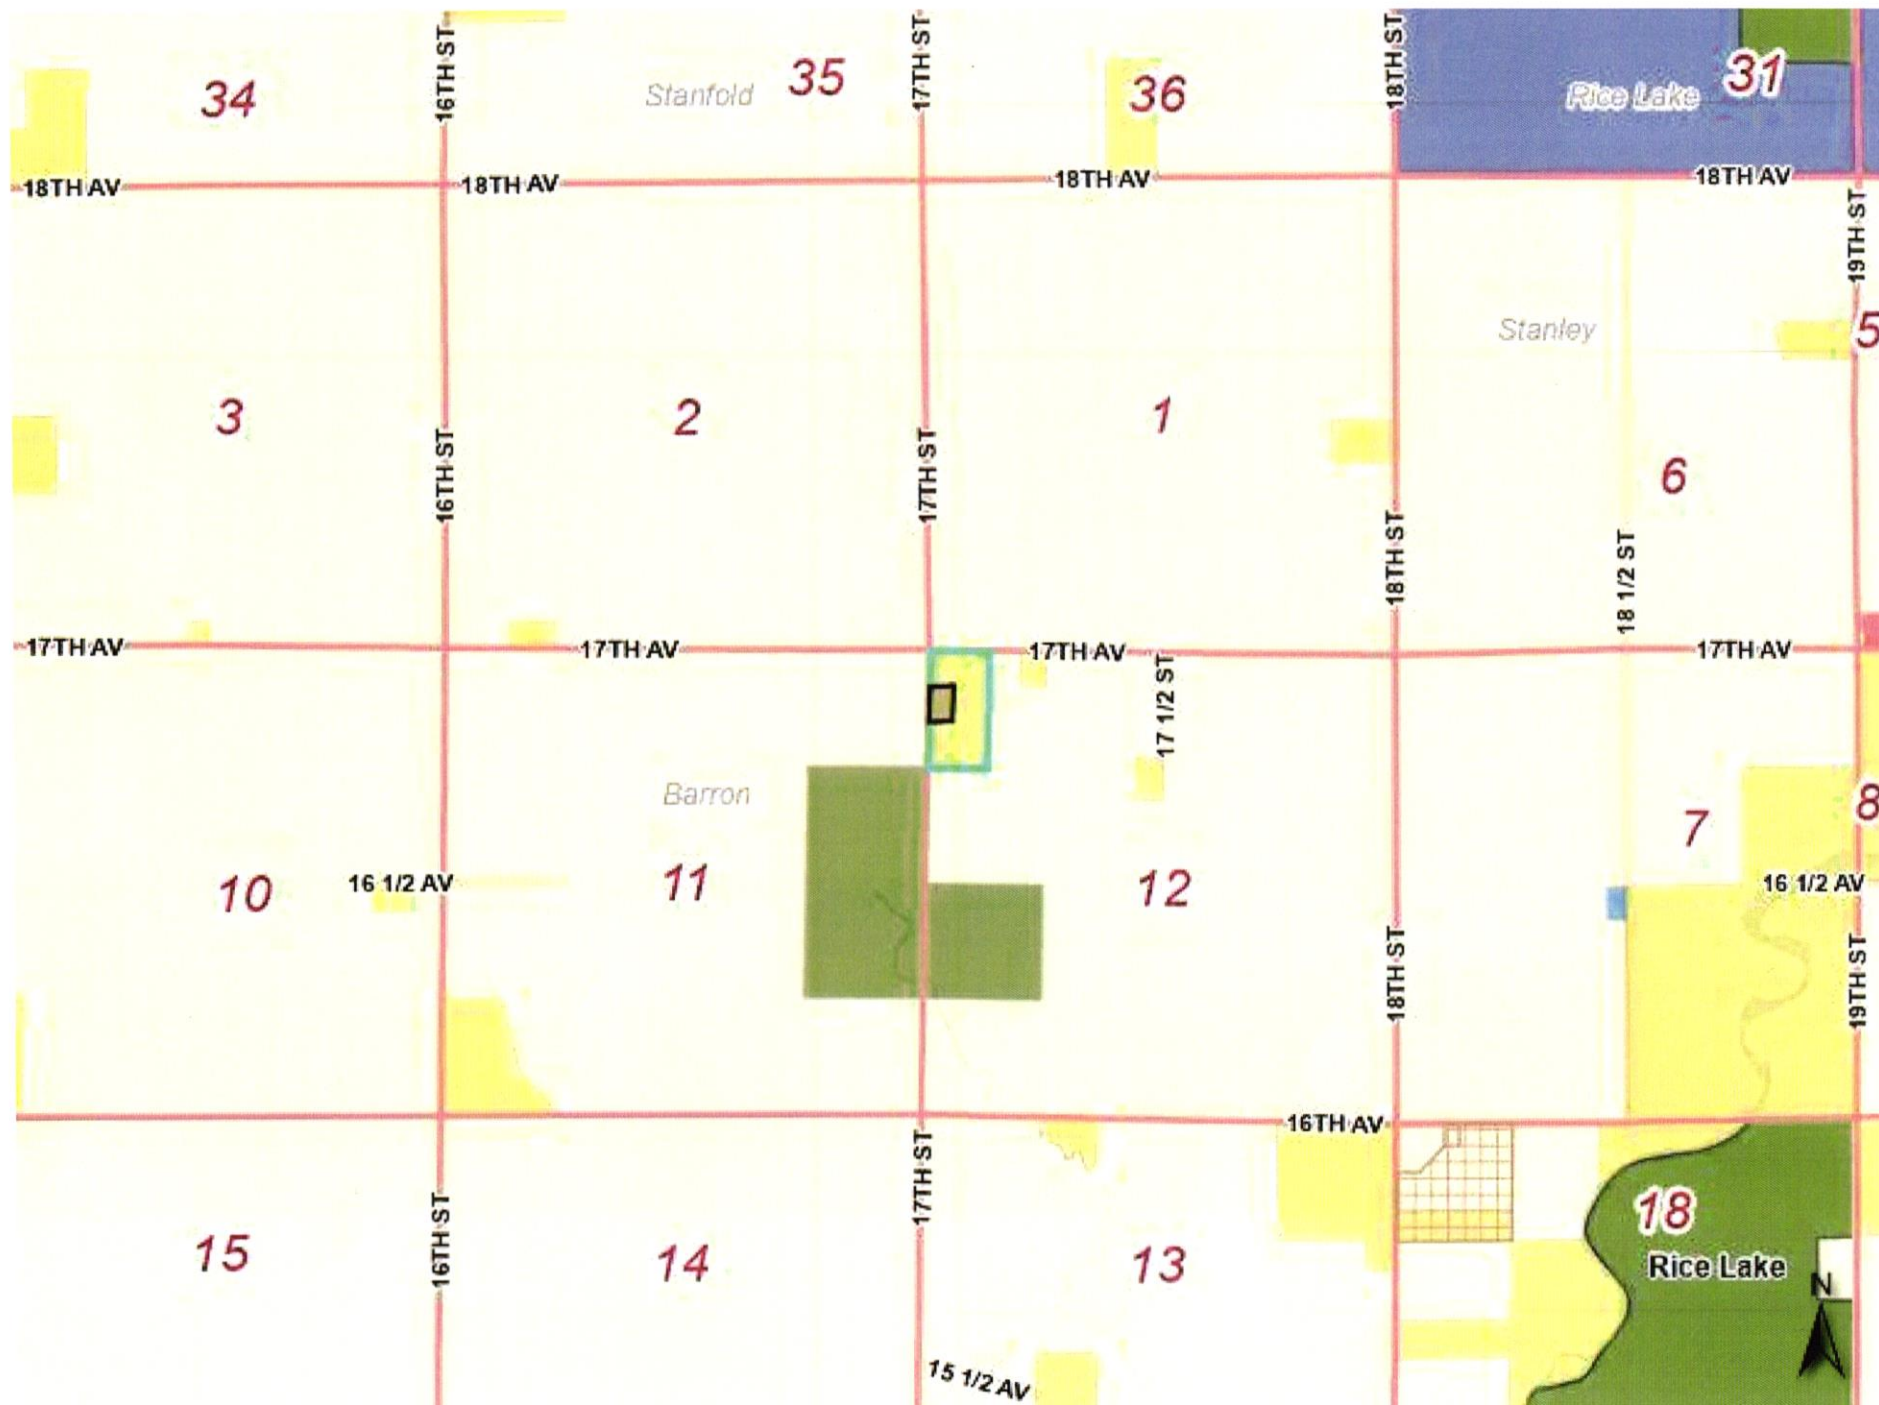 16TH ST
17TH ST
18TH ST
34
Stanfold
35
36
Rice Lake
31
18TH AV
18TH AV
18TH AV
18TH AV
19TH ST
Stanley
5
3
2
1
16TH ST
17TH ST
6
18TH ST
18 1/2 ST
17TH AV
17TH AV
17TH AV
17TH AV
17 1/2 ST
Barron
7
8
10
16 1/2 AV
11
12
16 1/2 AV
18TH ST
19TH ST
16TH AV
17TH ST
16TH ST
15
14
13
18
Rice Lake
N
15 1/2 AV